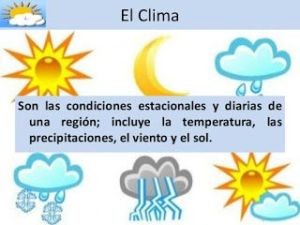 El Clima
Son las condiciones estacionales y diarias de
una región; incluye la temperatura, las
precipitaciones, el viento y el sol.